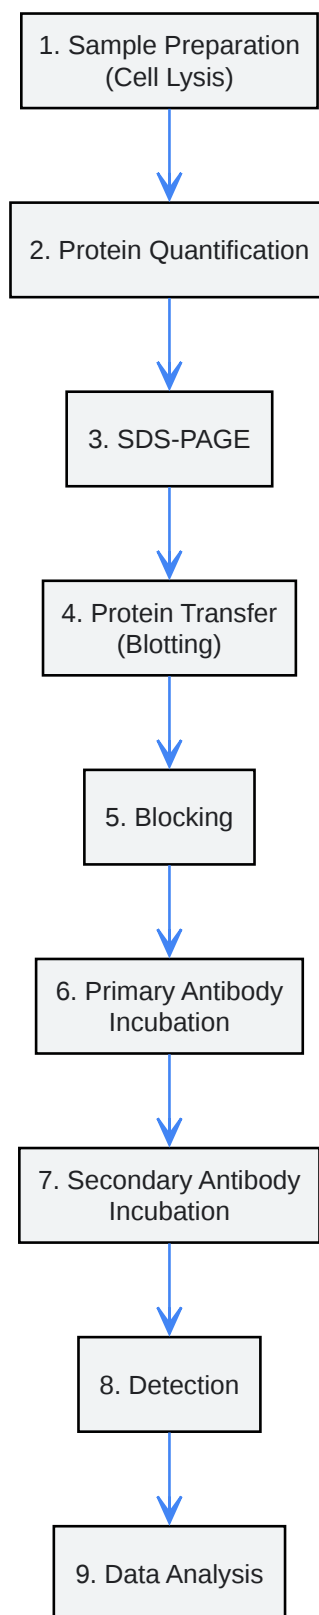 1. Sample Preparation
(Cell Lysis)
2. Protein Quantification
3. SDS-PAGE
4. Protein Transfer
(Blotting)
5. Blocking
6. Primary Antibody
Incubation
7. Secondary Antibody
Incubation
8. Detection
9. Data Analysis